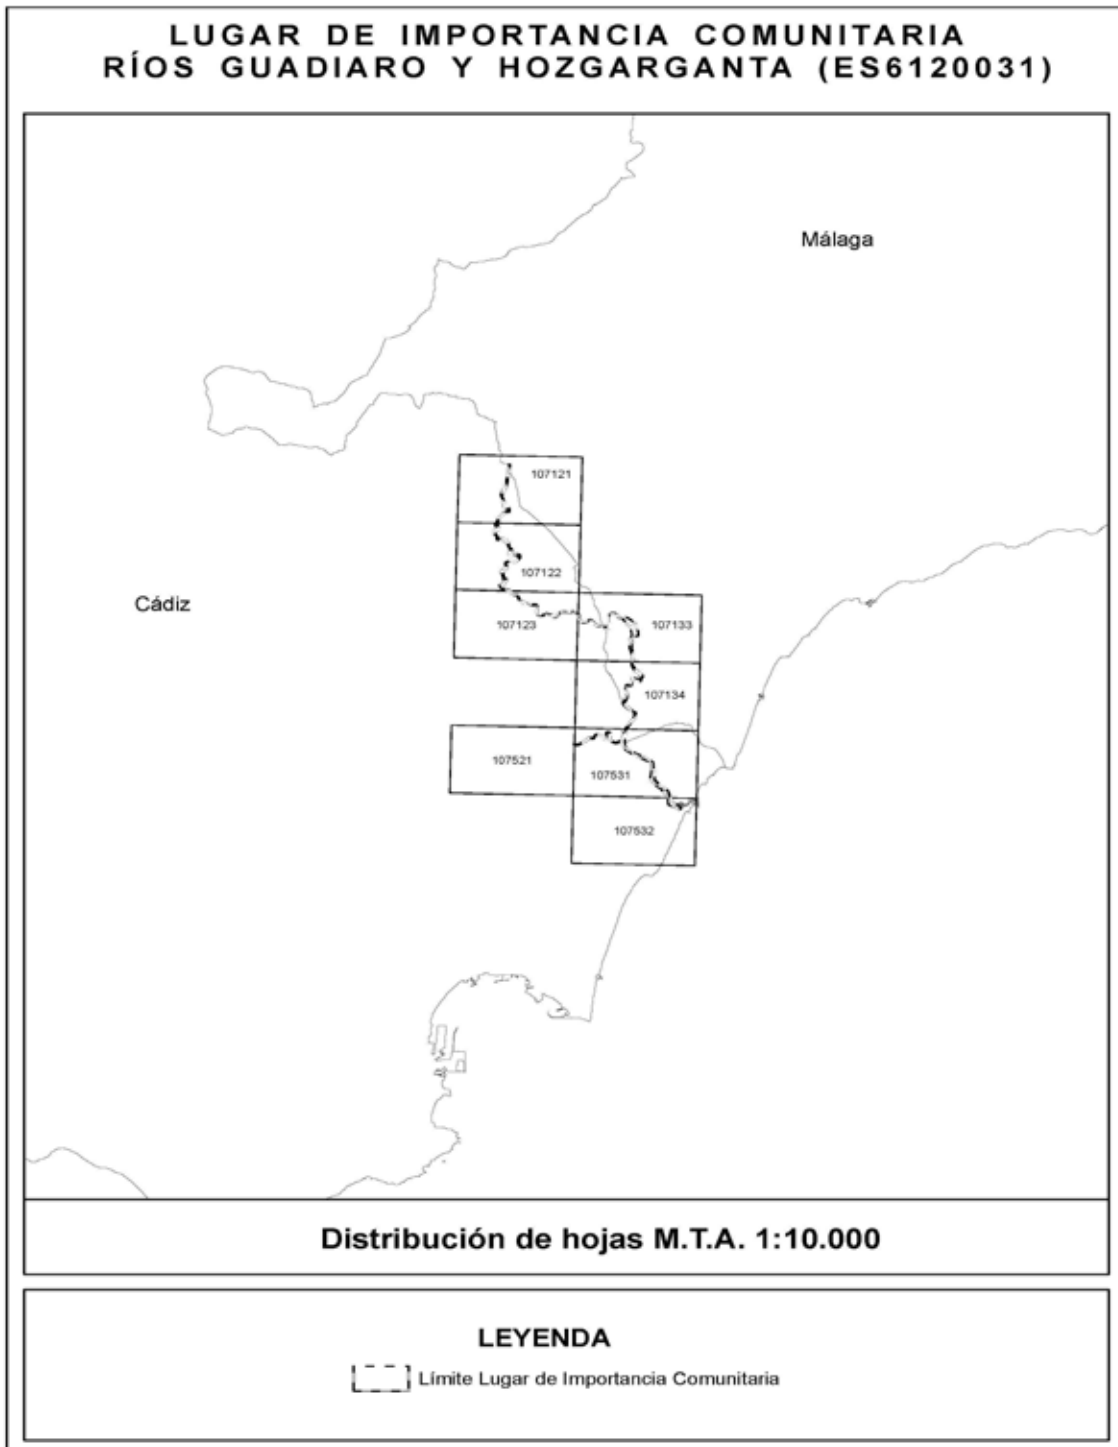 LUGAR DE IMPORTANCIA COMUNITARIA
RÍOS GUADIARO Y HOZGARGANTA (ES6120031)
Málaga
107121
107122
Cádiz
107123
107133
107134
107521
107531
107532
Distribución de hojas M.T.A. 1:10.000
LEYENDA
Límite Lugar de Importancia Comunitaria